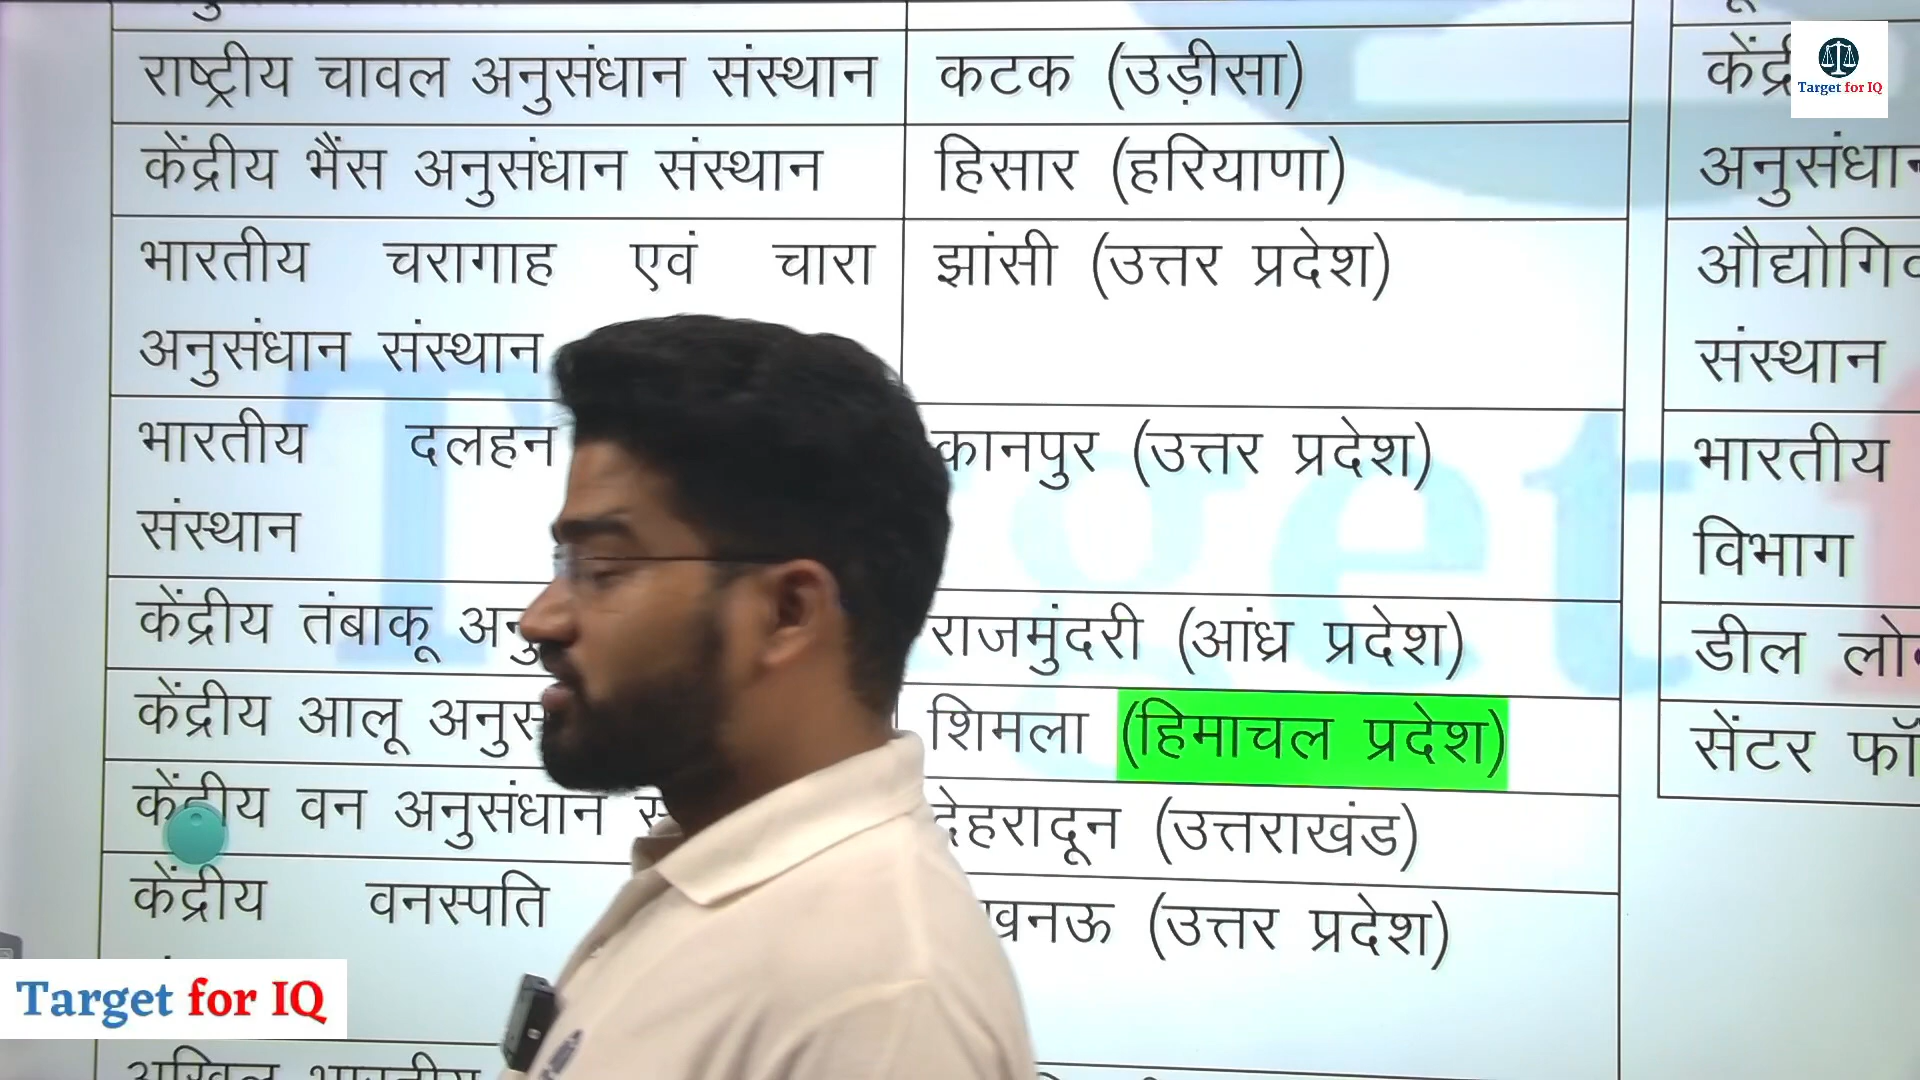 राष्ट्रीय चावल अनुसंधान संस्थान
कटक (उड़ीसा)
केंद्रीय भैंस अनुसंधान संस्थान
हिसार (हरियाणा)
भारतीय चरागाह एवं चारा
अनुसंधान संस्थान
झांसी (उत्तर प्रदेश)
भारतीय दलहन
संस्थान
कानपुर (उत्तर प्रदेश)
केंद्रीय तंबाकू
राजमुंदरी (आंध्र प्रदेश)
केंद्रीय आलू
शिमला (हिमाचल प्रदेश)
केंद्रीय वन अनुसंधान
देहरादून (उत्तराखंड)
केंद्रीय वनस्पति
(उत्तर प्रदेश)
संस्थान
भारतीय
विभाग
डील
सेंटर
Target for IQ
Target for IQ